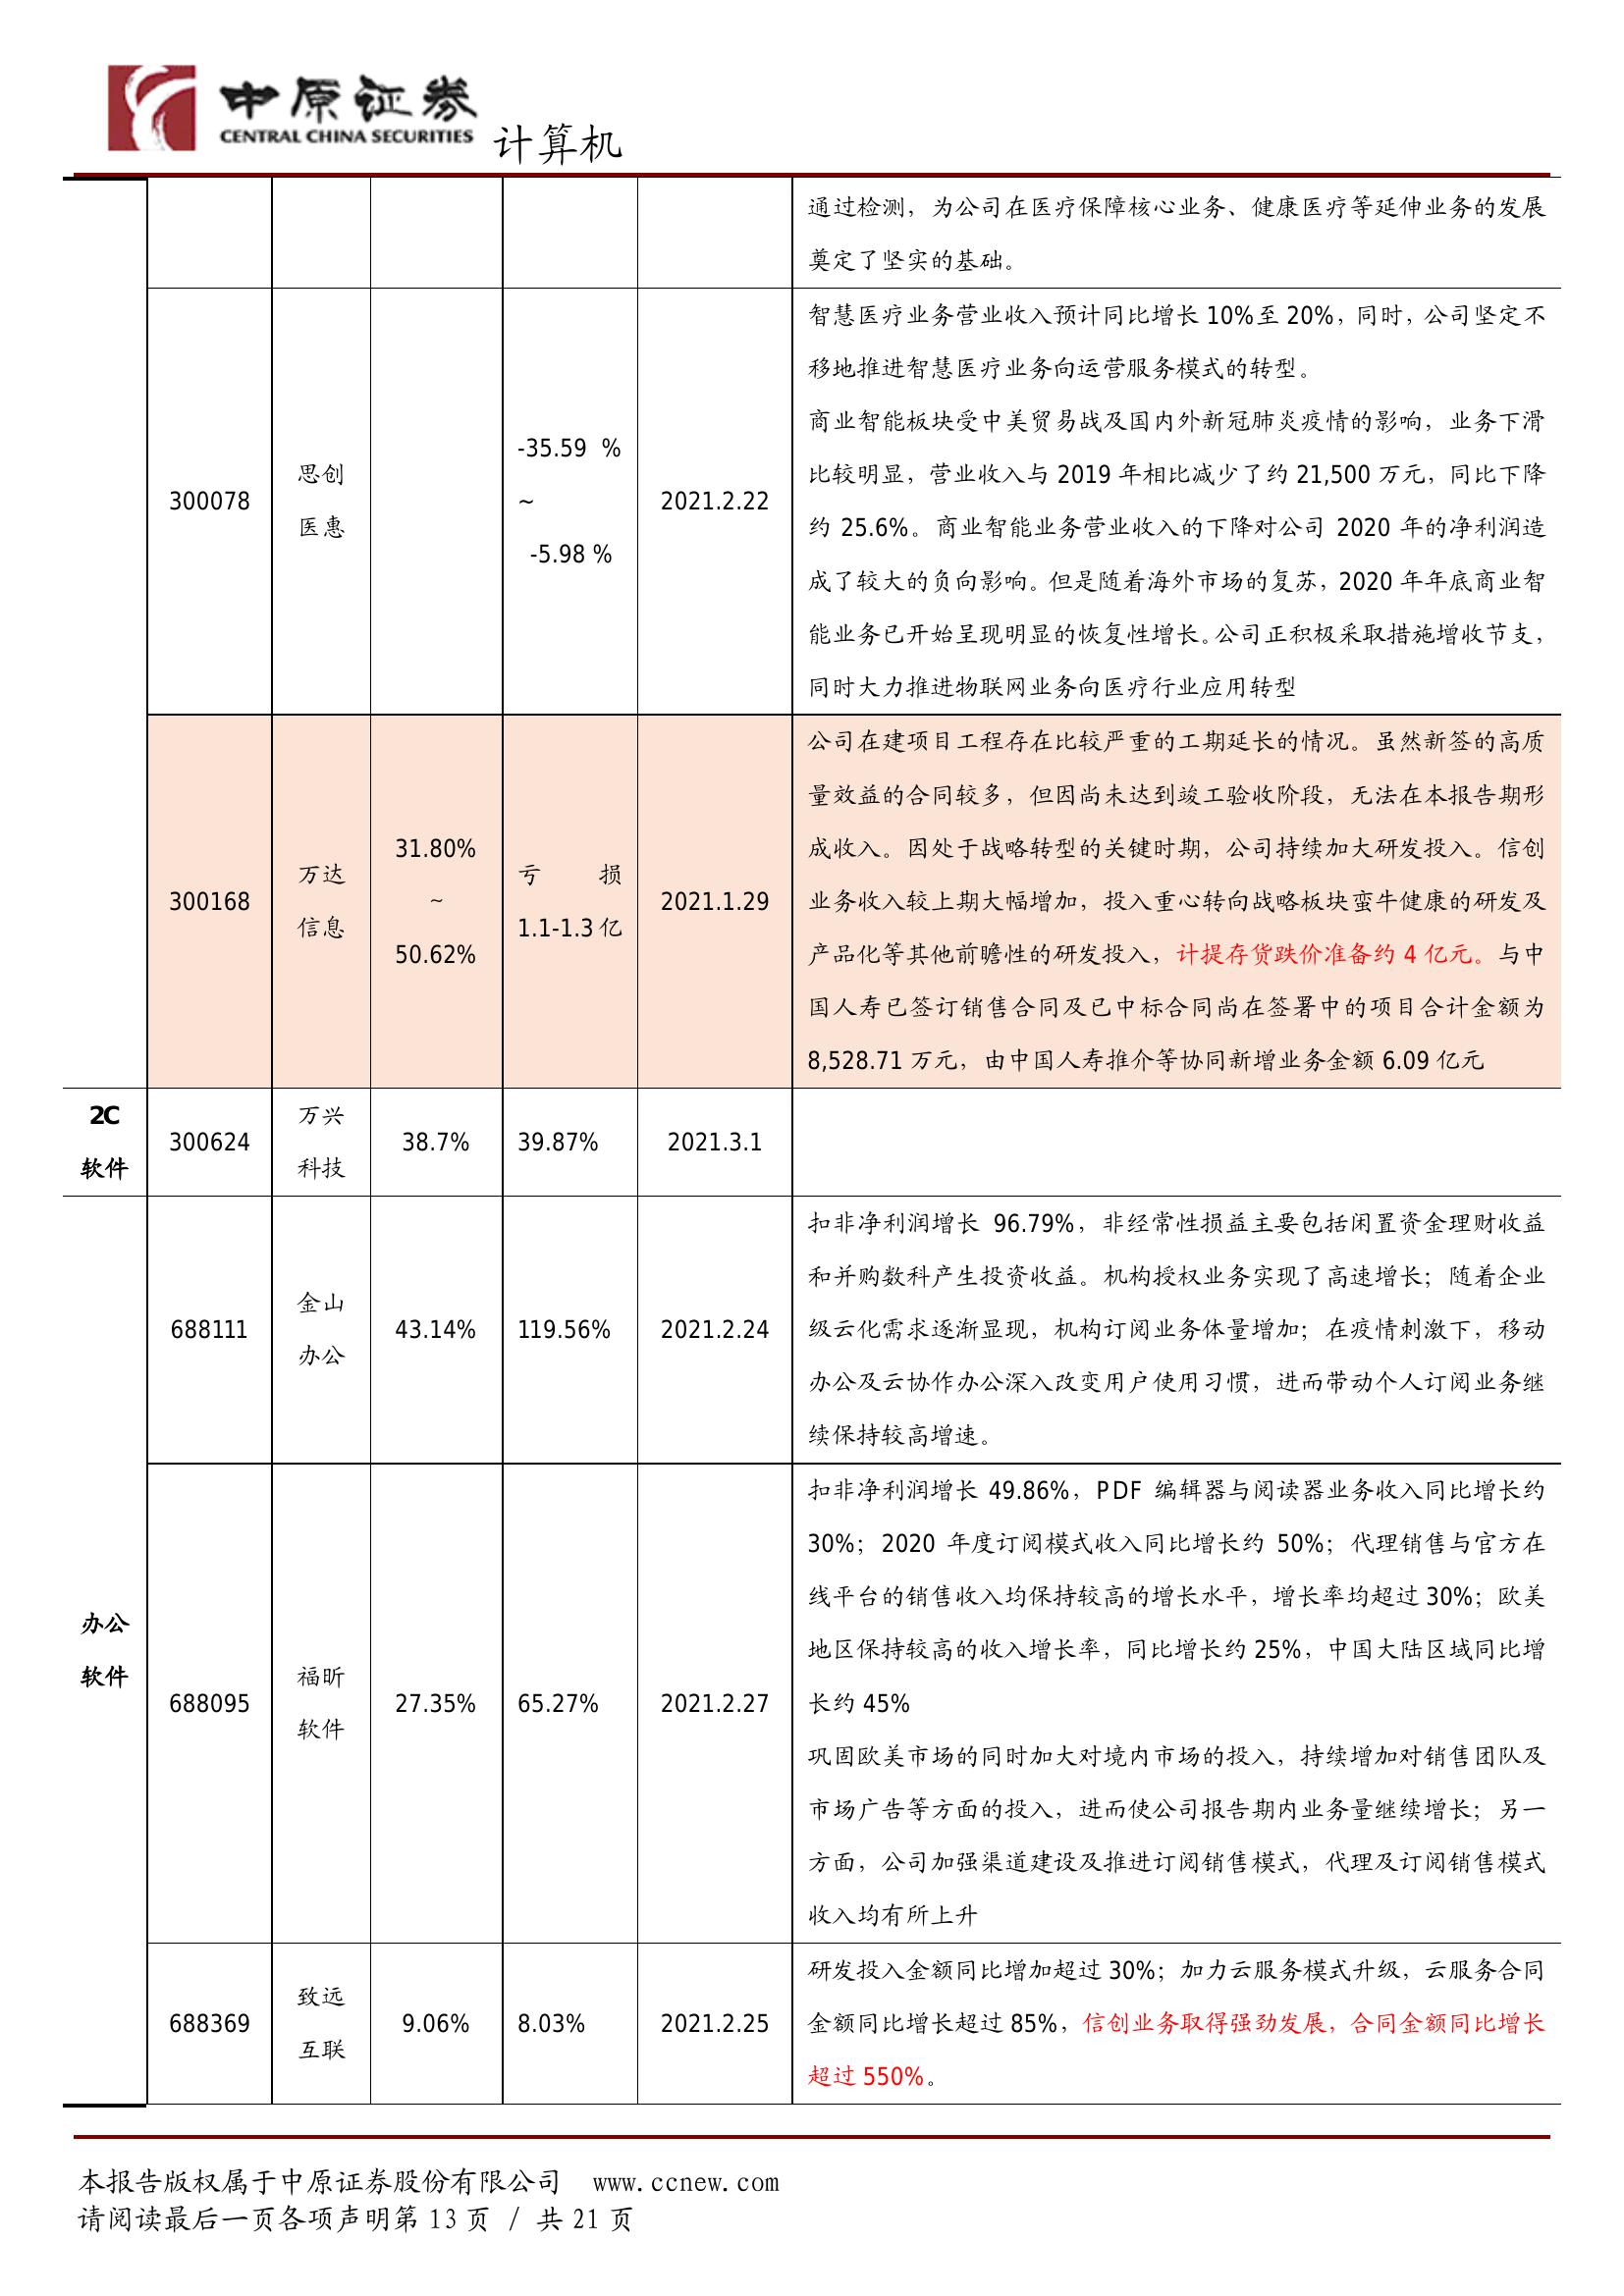 中原证券
CENTRAL CHINA SECURITIES
计算机
通过检测，为公司在医疗保障核心业务、健康医疗等延伸业务的发展
奠定了坚实的基础。
300078
思创
医惠
-35.59 %
~
-5.98 %
2021.2.22
智慧医疗业务营业收入预计同比增长 10%至 20%，同时，公司坚定不
移地推进智慧医疗业务向运营服务模式的转型。
商业智能板块受中美贸易战及国内外新冠肺炎疫情的影响，业务下滑
比较明显，营业收入与 2019 年相比减少了约 21,500 万元，同比下降
约 25.6%。商业智能业务营业收入的下降对公司 2020 年的净利润造
成了较大的负向影响。但是随着海外市场的复苏，2020 年年底商业智
能业务已开始呈现明显的恢复性增长。公司正积极采取措施增收节支，
同时大力推进物联网业务向医疗行业应用转型
300168
万达
信息
31.80%
~
50.62%
亏 损
1.1-1.3 亿
2021.1.29
公司在建项目工程存在比较严重的工期延长的情况。虽然新签的高质
量效益的合同较多，但因尚未达到竣工验收阶段，无法在本报告期形
成收入。因处于战略转型的关键时期，公司持续加大研发投入。信创
业务收入较上期大幅增加，投入重心转向战略板块蛮牛健康的研发及
产品化等其他前瞻性的研发投入，计提存货跌价准备约 4 亿元。与中
国人寿已签订销售合同及已中标合同尚在签署中的项目合计金额为
8,528.71 万元，由中国人寿推介等协同新增业务金额 6.09 亿元
2C
软件
300624
万兴
科技
38.7%
39.87%
2021.3.1
办公
软件
688111
金山
办公
43.14%
119.56%
2021.2.24
扣非净利润增长 96.79%，非经常性损益主要包括闲置资金理财收益
和并购数科产生投资收益。机构授权业务实现了高速增长；随着企业
级云化需求逐渐显现，机构订阅业务体量增加；在疫情刺激下，移动
办公及云协作办公深入改变用户使用习惯，进而带动个人订阅业务继
续保持较高增速。
688095
福昕
软件
27.35%
65.27%
2021.2.27
扣非净利润增长 49.86%，PDF 编辑器与阅读器业务收入同比增长约
30%；2020 年度订阅模式收入同比增长约 50%；代理销售与官方在
线平台的销售收入均保持较高的增长水平，增长率均超过 30%；欧美
地区保持较高的收入增长率，同比增长约 25%，中国大陆区域同比增
长约 45%
巩固欧美市场的同时加大对境内市场的投入，持续增加对销售团队及
市场广告等方面的投入，进而使公司报告期内业务量继续增长；另一
方面，公司加强渠道建设及推进订阅销售模式，代理及订阅销售模式
收入均有所上升
688369
致远
互联
9.06%
8.03%
2021.2.25
研发投入金额同比增加超过 30%；加力云服务模式升级，云服务合同
金额同比增长超过 85%，信创业务取得强劲发展，合同金额同比增长
超过 550%。
本报告版权属于中原证券股份有限公司 www.ccnew.com
请阅读最后一页各项声明第 13 页 / 共 21 页